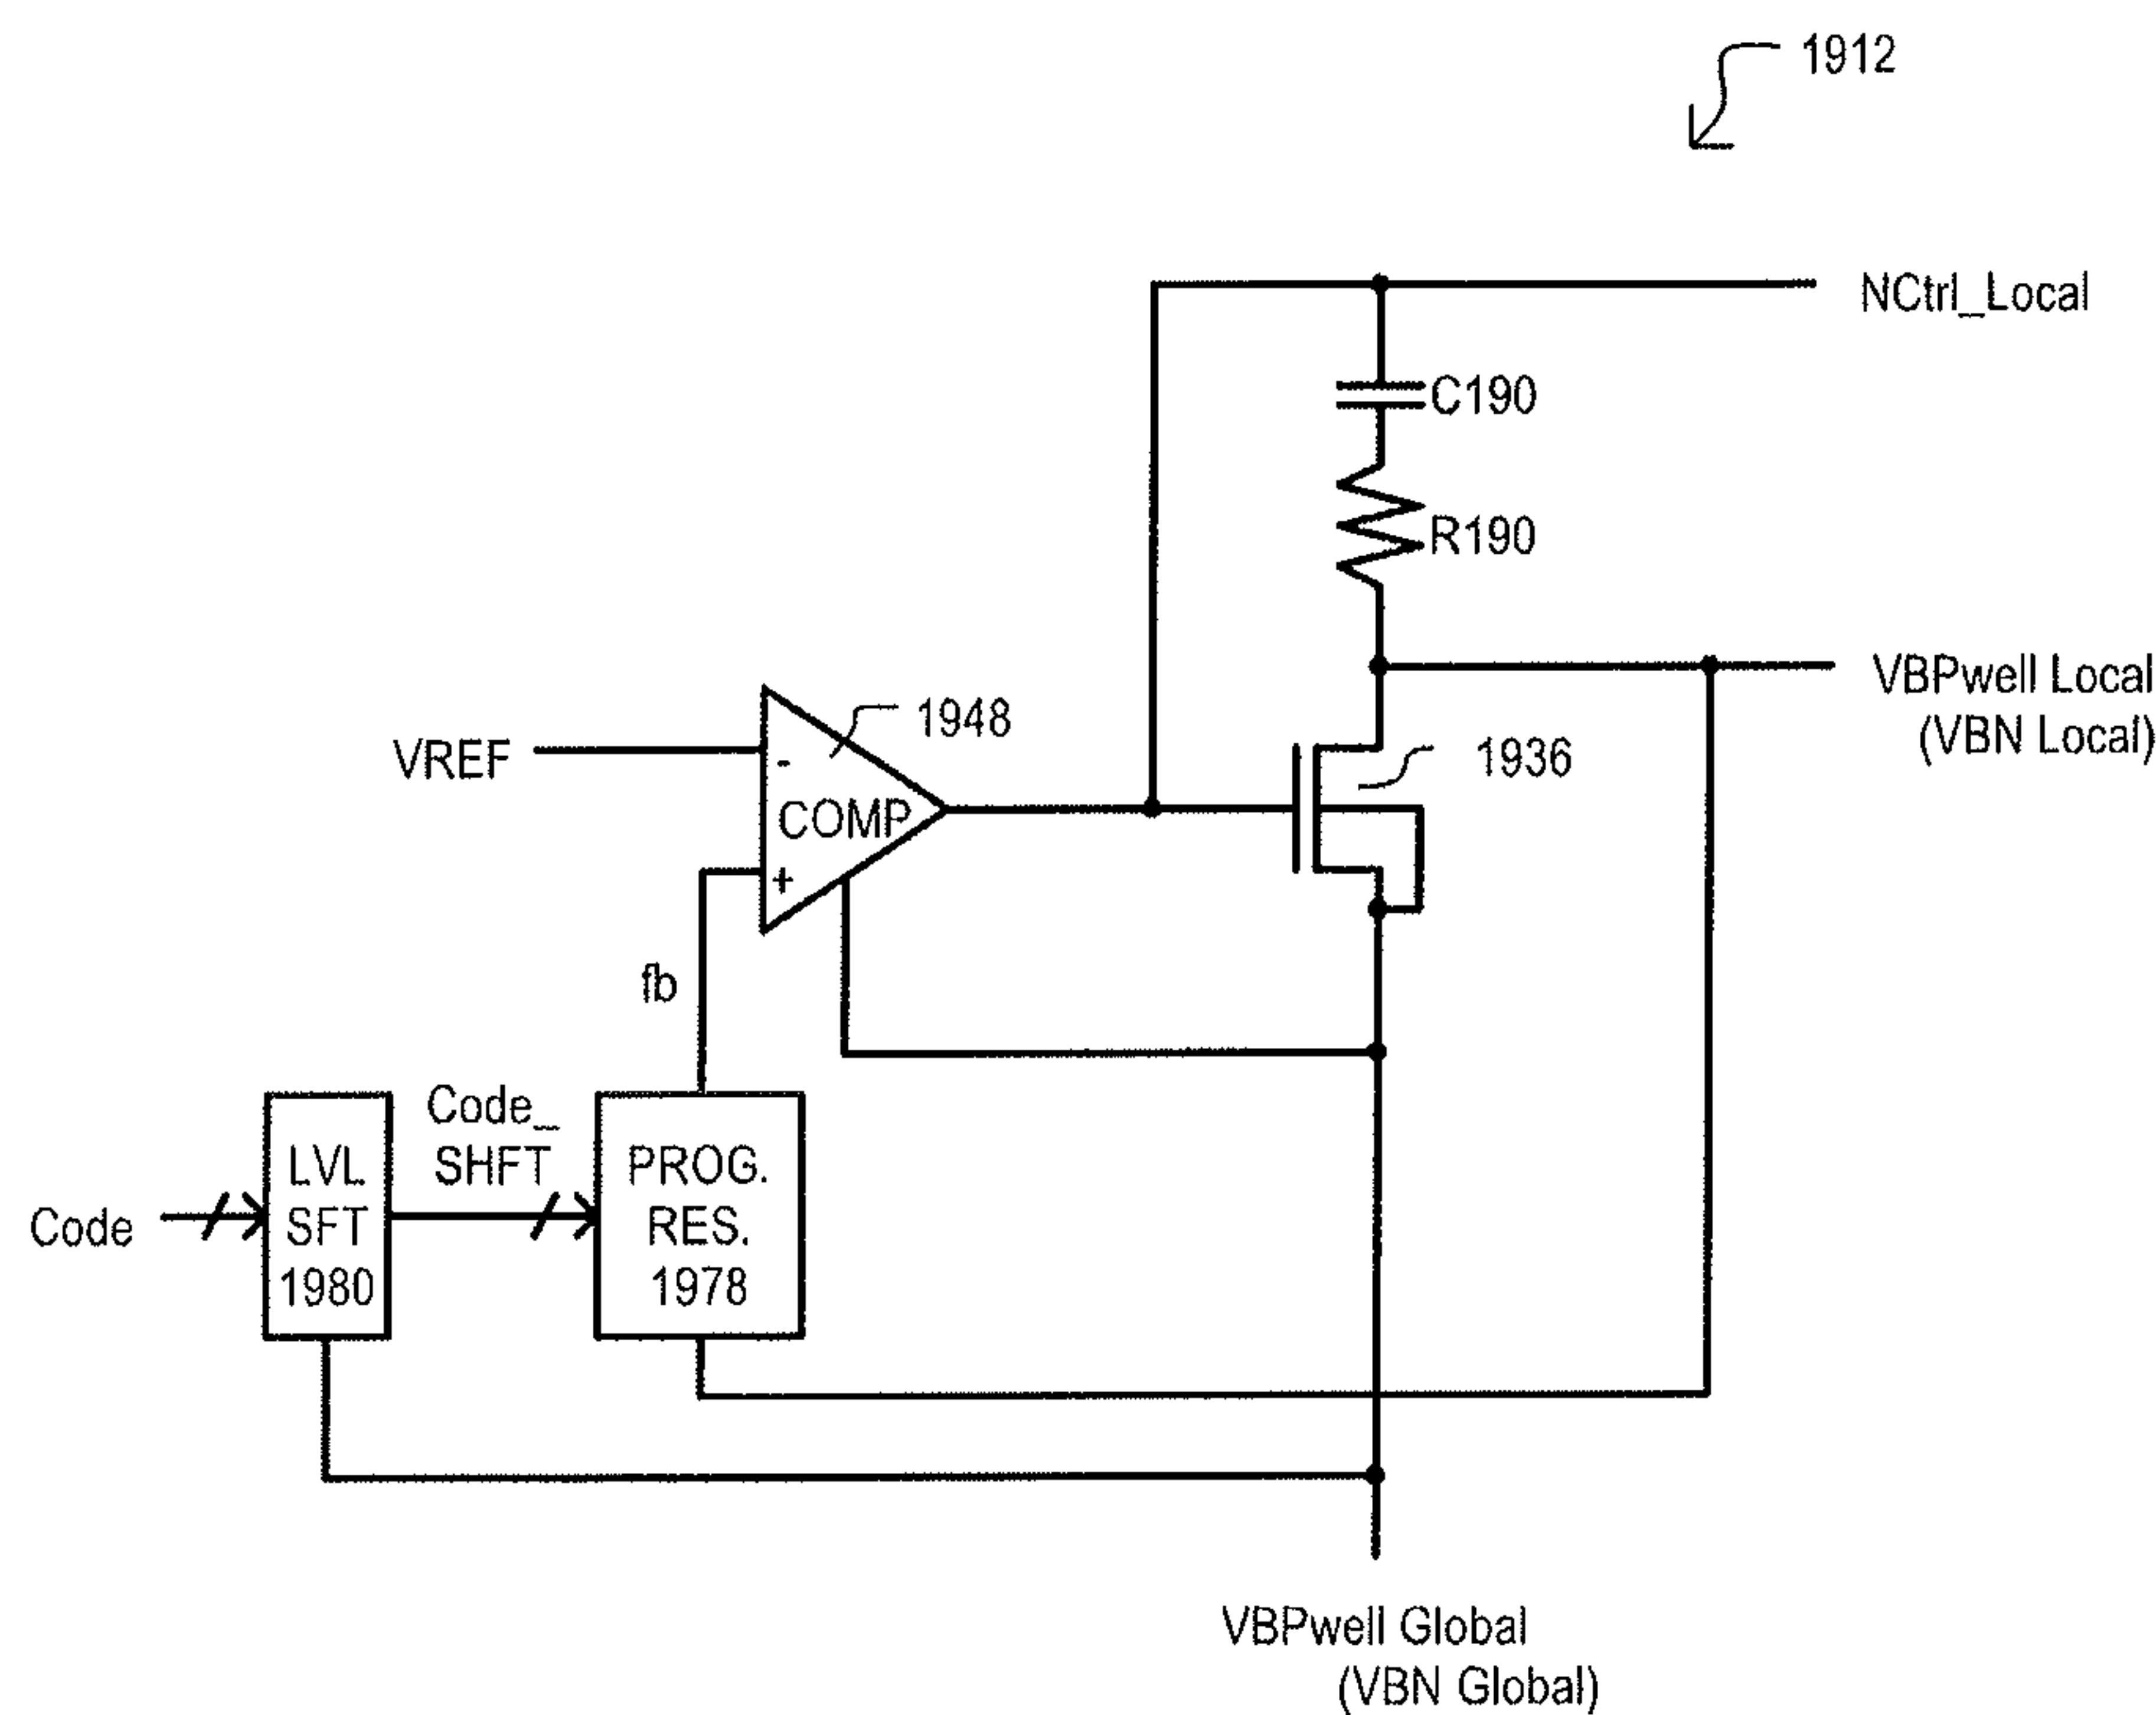 1912
NCtrl_Local
C190
R190
VBPwell Local
(VBN Local)
1948
1936
VREF
-
COMP
+
fb
Code_
SHFT
LVL
SFT
1980
PROG.
RES.
1978
Code
VBPwell Global
(VBN Global)